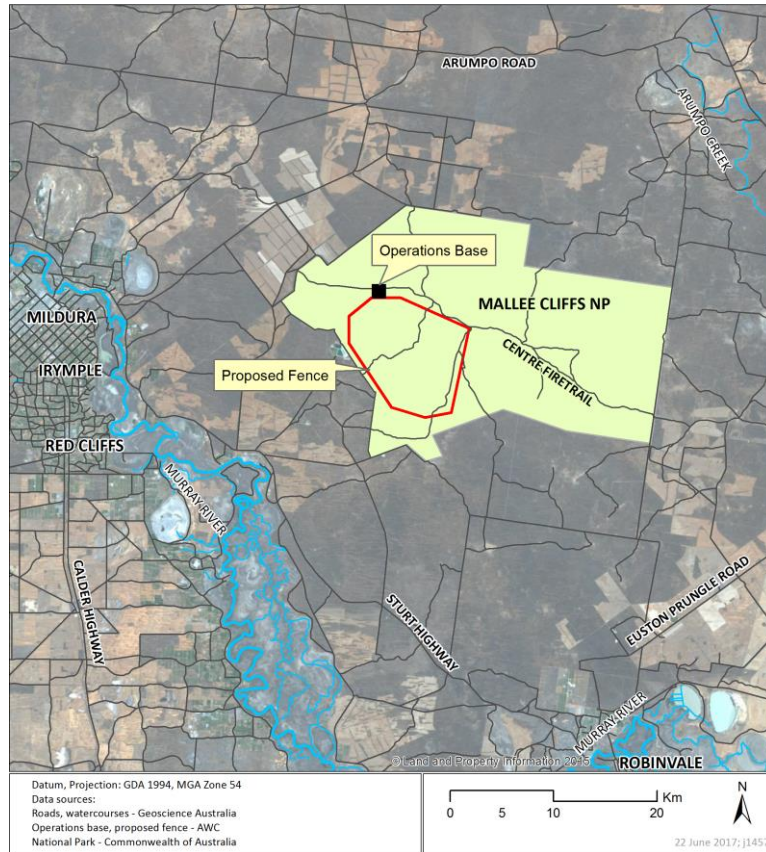 ARUMPO ROAD
ARUMPO CREEK
Operations Base
MALLEE CLIFFS NP
MILDURA
CENTRE FIRETRAIL
IRYMPLE
Proposed Fence
RED CLIFFS
MURRAY RIVER
CALDER HIGHWAY
STURT HIGHWAY
EUSTON PRUNGLE ROAD
MURRAY RIVER
©Land and Property Information 2015
ROBINVALE
Datum, Projection: GDA 1994, MGA Zone 54
Data sources:
Roads, watercourses - Geoscience Australia
Operations base, proposed fence - AWC
National Park - Commonwealth of Australia
0 5 10 20 Km
N
22 June 2017; j1457